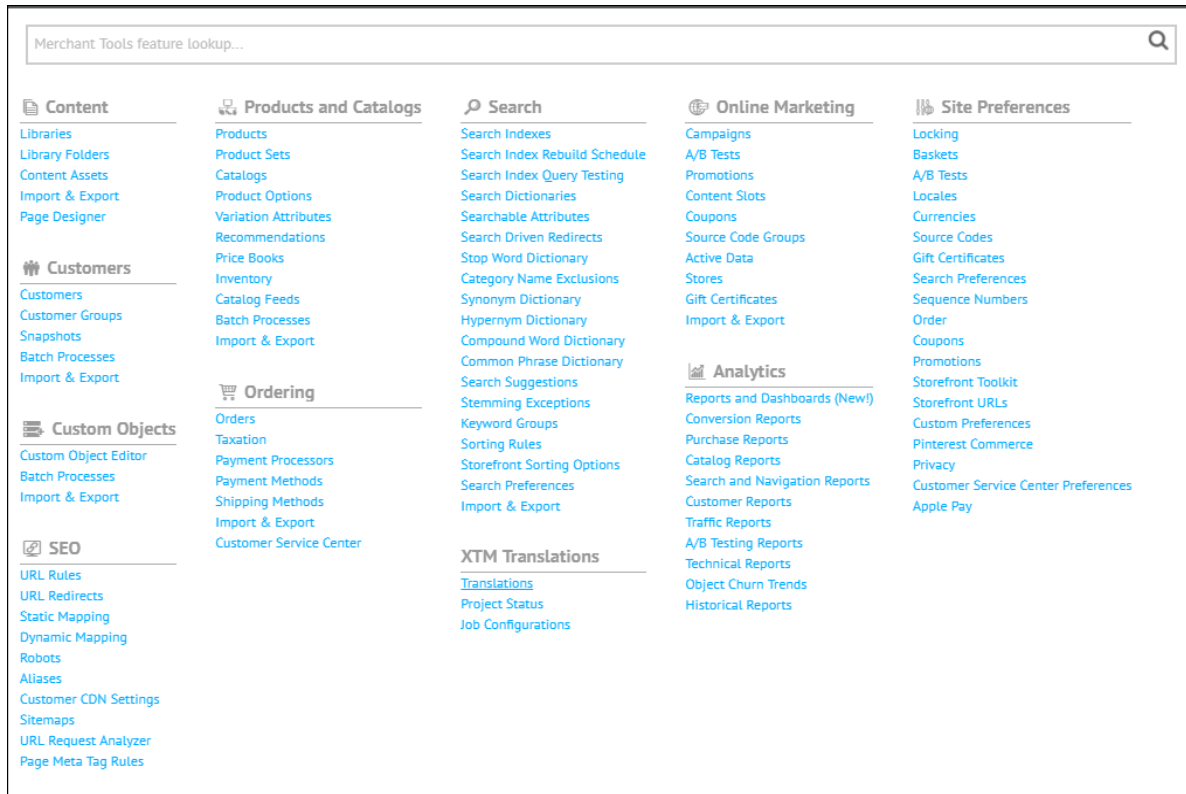 Merchant Tools feature lookup...
Content
Libraries
Library Folders
Content Assets
Import & Export
Page Designer
Customers
Customers
Customer Groups
Snapshots
Batch Processes
Import & Export
Custom Objects
Custom Object Editor
Batch Processes
Import & Export
SEO
URL Rules
URL Redirects
Static Mapping
Dynamic Mapping
Robots
Aliases
Customer CDN Settings
Sitemaps
URL Request Analyzer
Page Meta Tag Rules
Products and Catalogs
Products
Product Sets
Catalogs
Product Options
Variation Attributes
Recommendations
Price Books
Inventory
Catalog Feeds
Batch Processes
Import & Export
Ordering
Orders
Taxation
Payment Processors
Payment Methods
Shipping Methods
Import & Export
Customer Service Center
Search
Search Indexes
Search Index Rebuild Schedule
Search Index Query Testing
Search Dictionaries
Searchable Attributes
Search Driven Redirects
Stop Word Dictionary
Category Name Exclusions
Synonym Dictionary
Hypernym Dictionary
Compound Word Dictionary
Common Phrase Dictionary
Search Suggestions
Stemming Exceptions
Keyword Groups
Sorting Rules
Storefront Sorting Options
Search Preferences
Import & Export
XTM Translations
Translations
Project Status
Job Configurations
Online Marketing
Campaigns
A/B Tests
Promotions
Content Slots
Coupons
Source Code Groups
Active Data
Stores
Gift Certificates
Import & Export
Analytics
Reports and Dashboards (New!)
Conversion Reports
Purchase Reports
Catalog Reports
Search and Navigation Reports
Customer Reports
Traffic Reports
A/B Testing Reports
Technical Reports
Object Churn Trends
Historical Reports
Site Preferences
Locking
Baskets
A/B Tests
Locales
Currencies
Source Codes
Gift Certificates
Search Preferences
Sequence Numbers
Order
Coupons
Promotions
Storefront Toolkit
Storefront URLs
Custom Preferences
Pinterest Commerce
Privacy
Customer Service Center Preferences
Apple Pay